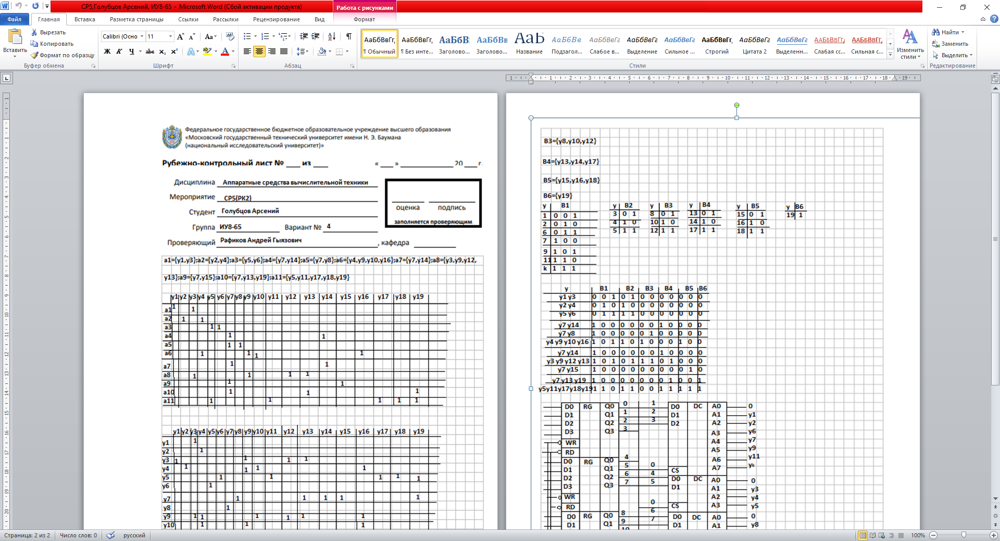 СР5,Голубцов Арсений, ИУ8-65 - Microsoft Word (Сбой активации продукта)
Работа с рисунками
Файл Главная Вставка Разметка страницы Ссылки Рассылки Рецензирование Вид Формат
Вставить
Вырезать
Копировать
Формат по образцу
Буфер обмена
Calibri (Осно 11
Ж К Ч abc x₂ x²
Шрифт
Абзац
АаБбВвГг, АаБбВвГг, АаБбВ АаБбВв АаБ АаБбВв. АаБбВвГг АаБбВвГг АаБбВвГг АаБбВвГг, АаБбВвГг АаБбВвГг ААББВВГГ, ААББВВГГ,
¶ Обычный ¶ Без инте... Заголово... Заголово... Название Подзагол... Слабое в... Выделение Сильное ... Строгий Цитата 2 Выделенн... Слабая сс... Сильная с...
Стили
Изменить стили
Найти
Заменить
Выделить
Редактирование
Федеральное государственное бюджетное образовательное учреждение высшего образования
«Московский государственный технический университет имени Н. Э. Баумана
(национальный исследовательский университет)»
Рубежно-контрольный лист № ____ из ____ « ____ » ____ 20 ____ г.
Дисциплина Аппаратные средства вычислительной техники
Мероприятие СР5(РК2)
Студент Голубцов Арсений
Группа ИУ8-65 Вариант № 4
Проверяющий Рафиков Андрей Гыязович , кафедра
оценка подпись
заполняется проверяющим
a1={y1,y3};a2={y2,y4};a3={y5,y6};a4={y7,y14};a5={y7,y8};a6={y4,y9,y10,y16};a7={y7,y14};a8={y3,y9,y12,
y13};a9={y7,y15};a10={y7,y13,y19};a11={y5,y11,y17,y18,y19}
y1 y2 y3 y4 y5 y6 y7 y8 y9 y10 y11 y12 y13 y14 y15 y16 y17 y18 y19
a1 1 1
a2 1 1
a3 1 1
a4 1 1
a5 1 1
a6 1 1 1 1
a7 1 1
a8 1 1 1 1
a9 1 1
a10 1 1 1
a11 1 1 1 1 1
y1 y2 y3 y4 y5 y6 y7 y8 y9 y10 y11 y12 y13 y14 y15 y16 y17 y18 y19
y1 1
y2 1
y3 1 1 1 1
y4 1 1 1 1
y5 1 1 1 1 1
y6 1
y7 1 1 1 1 1
y8 1
y9 1 1 1 1 1 1
y10 1 1 1
B3={y8,y10,y12}
B4={y13,y14,y17}
B5={y15,y16,y18}
B6={y19}
y B1
1 0 0 1
2 0 1 0
6 0 1 1
7 1 0 0
9 1 0 1
11 1 1 0
k 1 1 1
y B2
3 0 1
4 1 0
5 1 1
y B3
8 0 1
10 1 0
12 1 1
y B4
13 0 1
14 1 0
17 1 1
y B5
15 0 1
16 1 0
18 1 1
y B6
19 1
y B1 B2 B3 B4 B5 B6
y1 y3 0 0 1 0 1 0 0 0 0 0 0 0
y2 y4 0 1 0 1 0 0 0 0 0 0 0 0
y5 y6 0 1 1 1 1 0 0 0 0 0 0 0
y7 y14 1 0 0 0 0 0 0 1 0 0 0 0
y7 y8 1 0 0 0 0 0 1 0 0 0 0 0
y4 y9 y10 y16 1 0 1 1 0 1 0 0 0 1 0 0
y7 y14 1 0 0 0 0 0 0 1 0 0 0 0
y3 y9 y12 y13 1 0 1 0 1 1 1 0 1 0 0 0
y7 y15 1 0 0 0 0 0 0 0 0 0 1 0
y7 y13 y19 1 0 0 0 0 0 0 0 1 0 0 1
y5y11y17y18y19 1 1 0 1 1 0 0 1 1 1 1 1
D0 RG Q0 0 1 D0 DC A0 0
D1 Q1 1 2 D1 A1 y1
D2 Q2 2 3 D2 A2 y2
D3 Q3 3 A3 y6
WR A4 y7
RD A5 y9
D0 RG Q0 4 A6 y11
D1 Q1 5 0 CS A7 yk
D2 Q2 6 4 D0 DC A0 0
D3 Q3 7 5 D1 A1 y3
WR A2 y4
RD 0 CS A3 y5
D0 RG Q0 8 6 D0 DC A0 0
D1 Q1 9 7 D1 A1 y8
10
Страница: 2 из 2 Число слов: 0 русский 100%